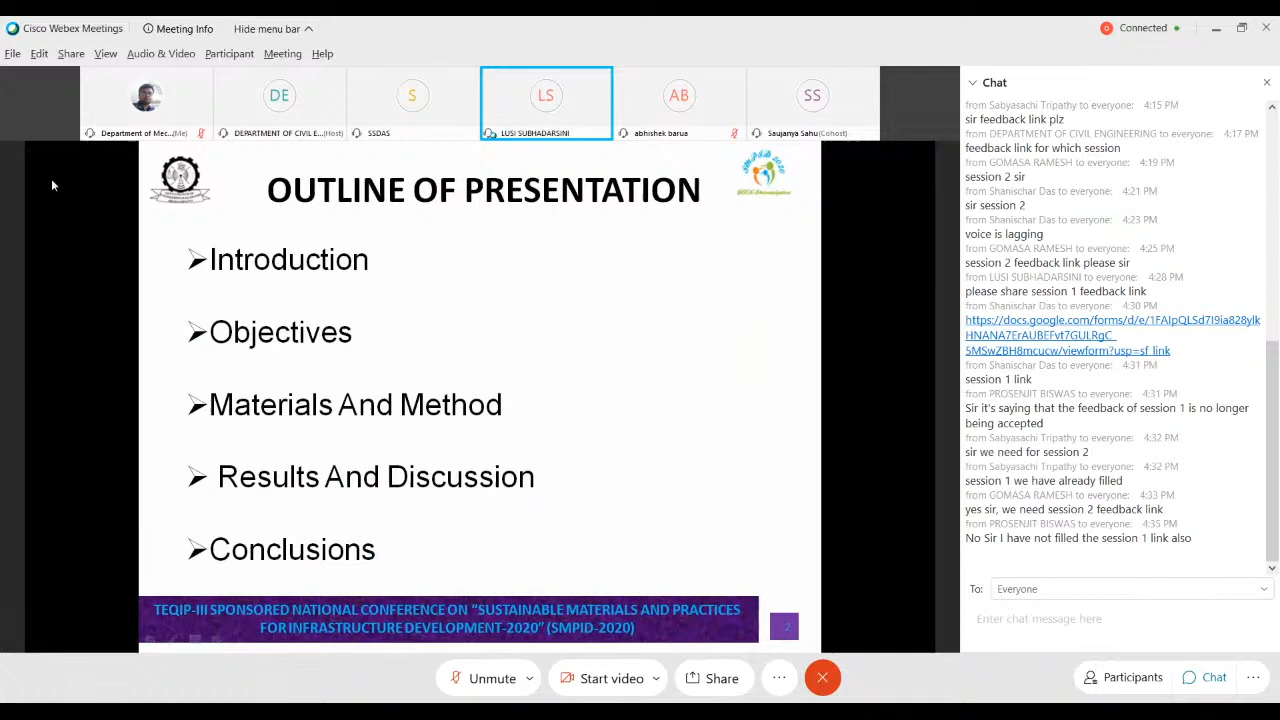 Cisco Webex Meetings
Meeting Info
Hide menu bar
Connected
File Edit Share View Audio & Video Participant Meeting Help
DE
S
LS
AB
SS
Department of Mec...(Me)
DEPARTMENT OF CIVIL E...(Host)
SSDAS
LUSI SUBHADARSINI
abhishek barua
Saujanya Sahu(Cohost)
OUTLINE OF PRESENTATION
➢Introduction
➢Objectives
➢Materials And Method
➢ Results And Discussion
➢Conclusions
TEQIP-III SPONSORED NATIONAL CONFERENCE ON "SUSTAINABLE MATERIALS AND PRACTICES
FOR INFRASTRUCTURE DEVELOPMENT-2020" (SMPID-2020)
2
Chat
from Sabyasachi Tripathy to everyone: 4:15 PM
sir feedback link plz
from DEPARTMENT OF CIVIL ENGINEERING to everyone: 4:17 PM
feedback link for which session
from GOMASA RAMESH to everyone: 4:19 PM
session 2 sir
from Shanischar Das to everyone: 4:21 PM
sir session 2
from Shanischar Das to everyone: 4:23 PM
voice is lagging
from GOMASA RAMESH to everyone: 4:25 PM
session 2 feedback link please sir
from LUSI SUBHADARSINI to everyone: 4:28 PM
please share session 1 feedback link
from Shanischar Das to everyone: 4:30 PM
from Shanischar Das to everyone: 4:31 PM
session 1 link
from PROSENJIT BISWAS to everyone: 4:31 PM
Sir it's saying that the feedback of session 1 is no longer
being accepted
from Sabyasachi Tripathy to everyone: 4:32 PM
sir we need for session 2
from Sabyasachi Tripathy to everyone: 4:32 PM
session 1 we have already filled
from GOMASA RAMESH to everyone: 4:33 PM
yes sir, we need session 2 feedback link
from PROSENJIT BISWAS to everyone: 4:35 PM
No Sir I have not filled the session 1 link also
To: Everyone
Enter chat message here
Unmute
Start video
Share
Participants
Chat